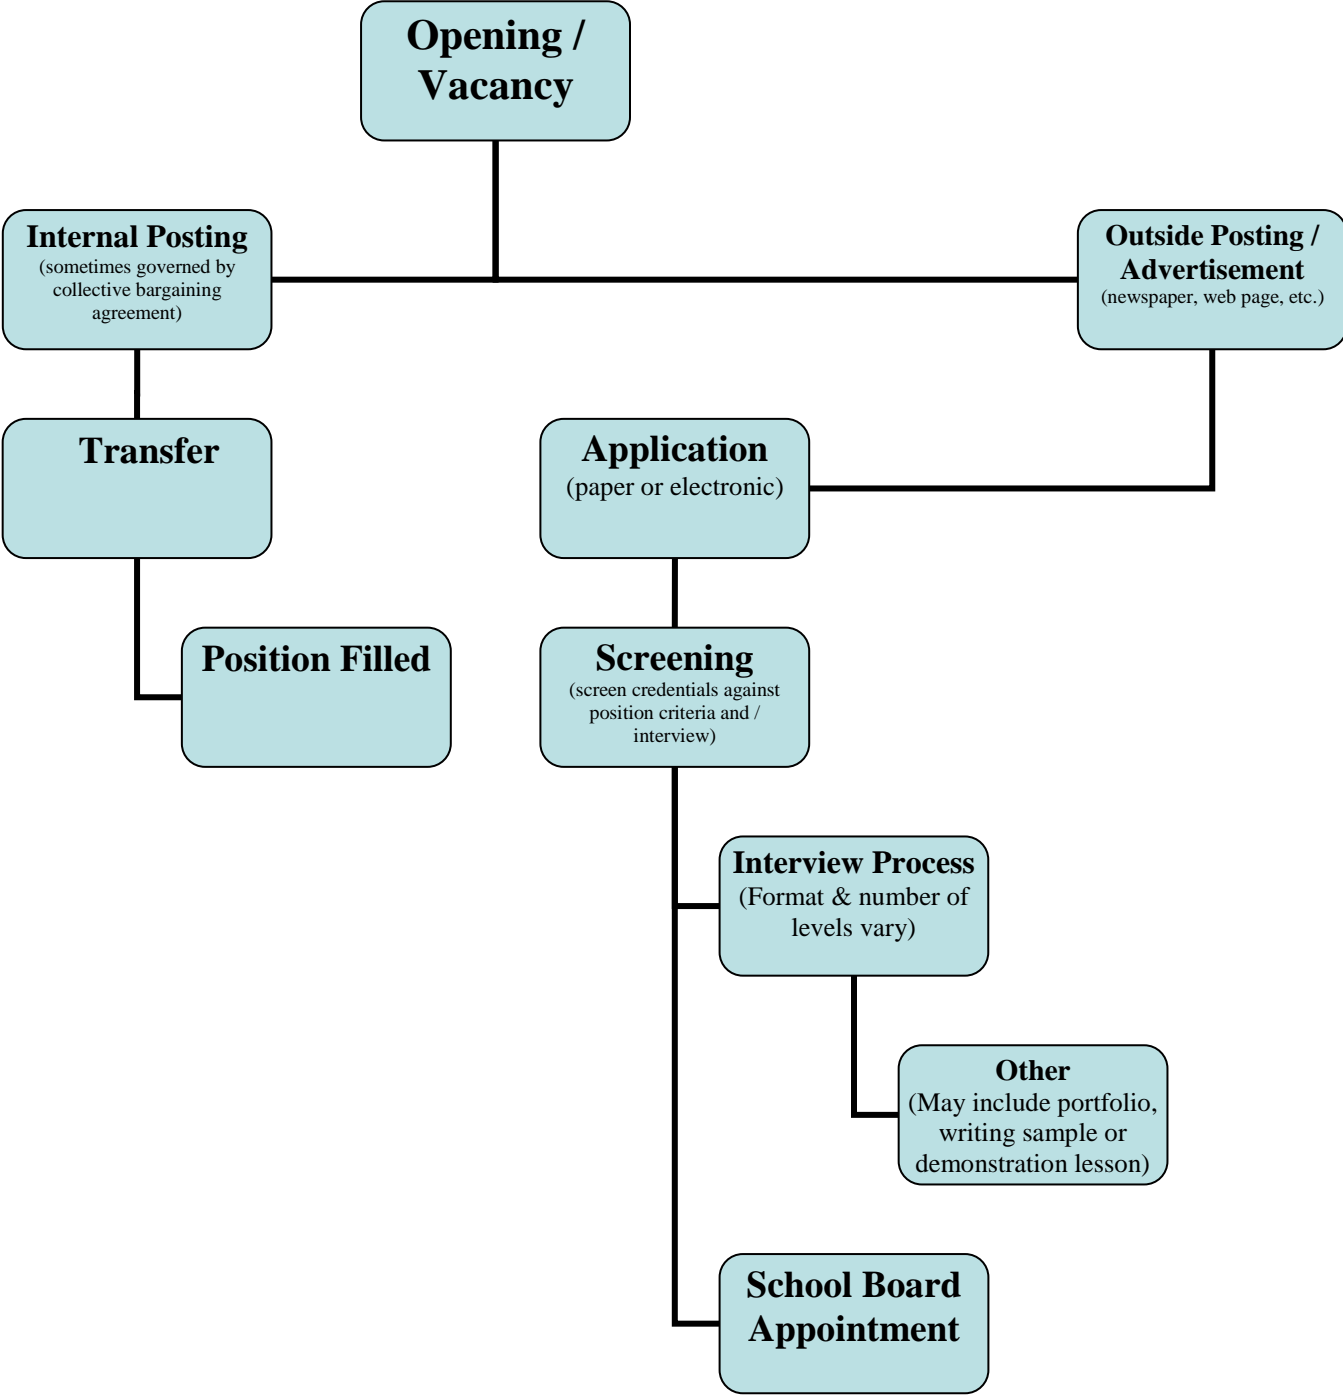 Opening /
Vacancy
Internal Posting
(sometimes governed by
collective bargaining
agreement)
Outside Posting /
Advertisement
(newspaper, web page, etc.)
Transfer
Application
(paper or electronic)
Position Filled
Screening
(screen credentials against
position criteria and /
interview)
Interview Process
(Format & number of
levels vary)
Other
(May include portfolio,
writing sample or
demonstration lesson)
School Board
Appointment